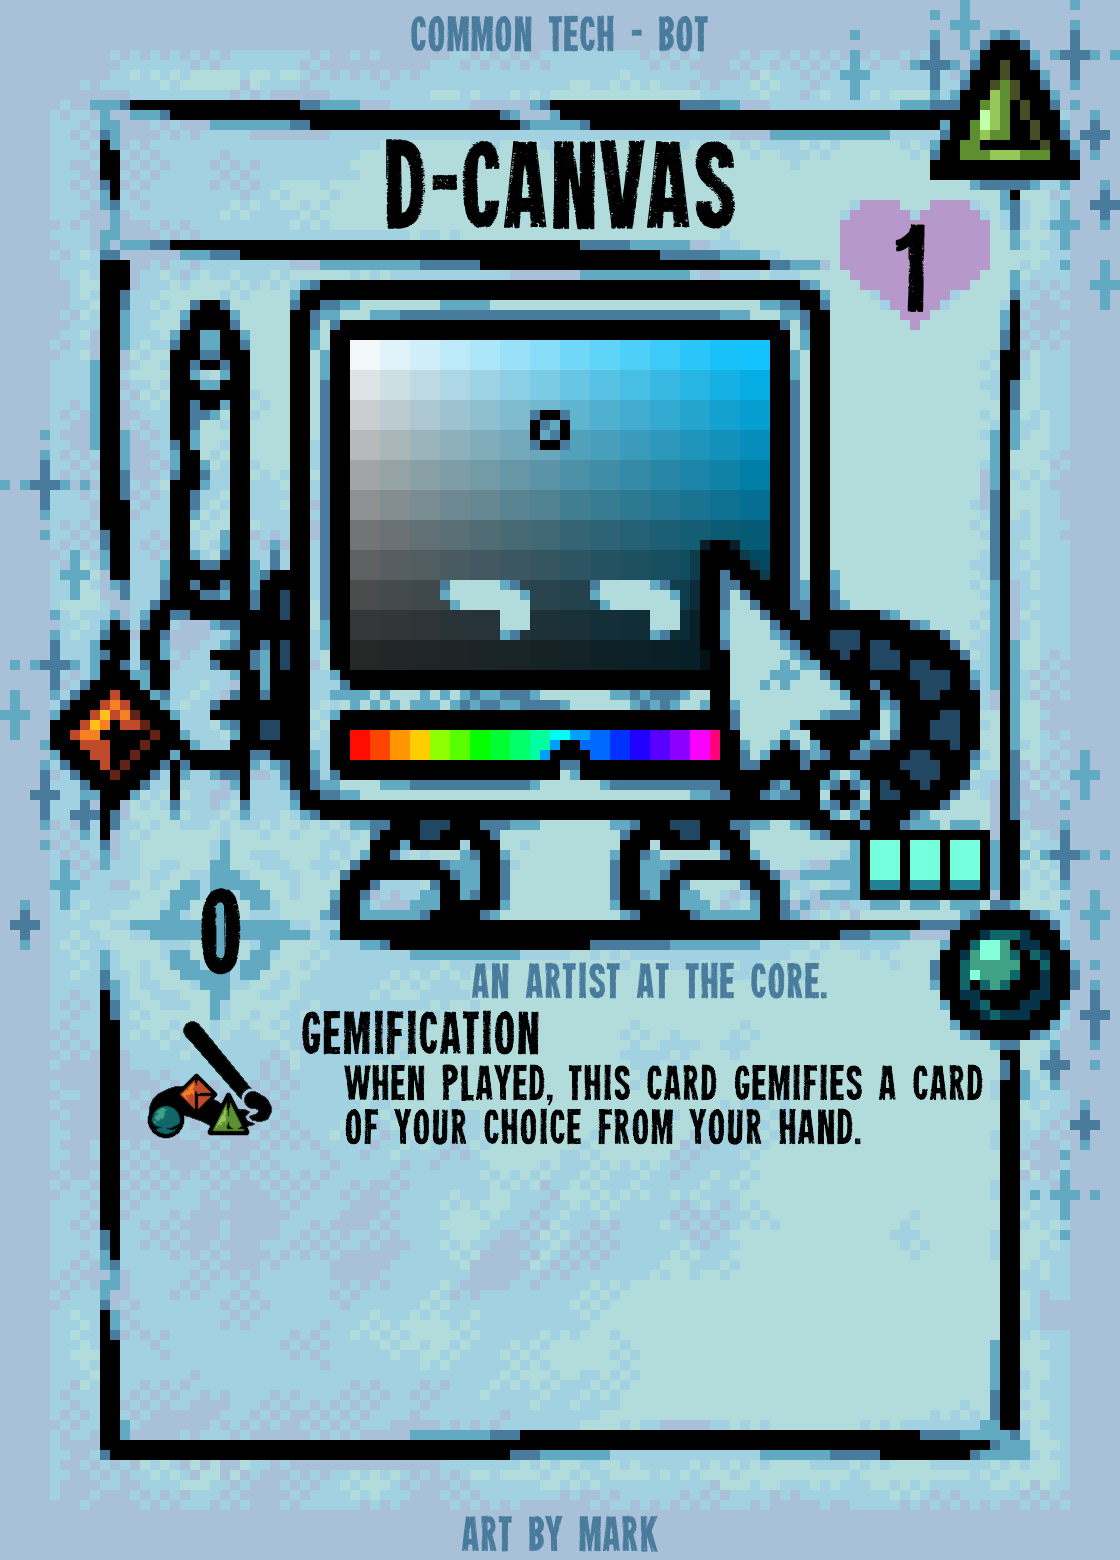 COMMON TECH - BOT
D-CANVAS
1
0
AN ARTIST AT THE CORE.
GEMIFICATION
WHEN PLAYED, THIS CARD GEMIFIES A CARD
OF YOUR CHOICE FROM YOUR HAND.
ART BY MARK